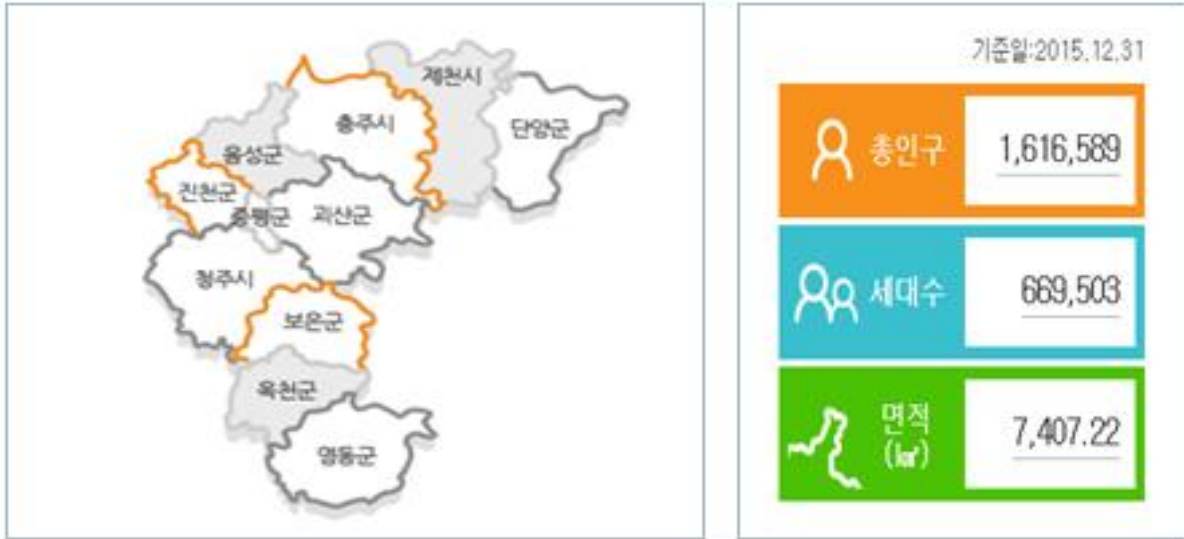 제천시
충주시
단양군
음성군
진천군
증평군
괴산군
청주시
보은군
옥천군
영동군
기준일:2015.12.31
총인구
1,616,589
세대수
669,503
면적
(㎢)
7,407.22